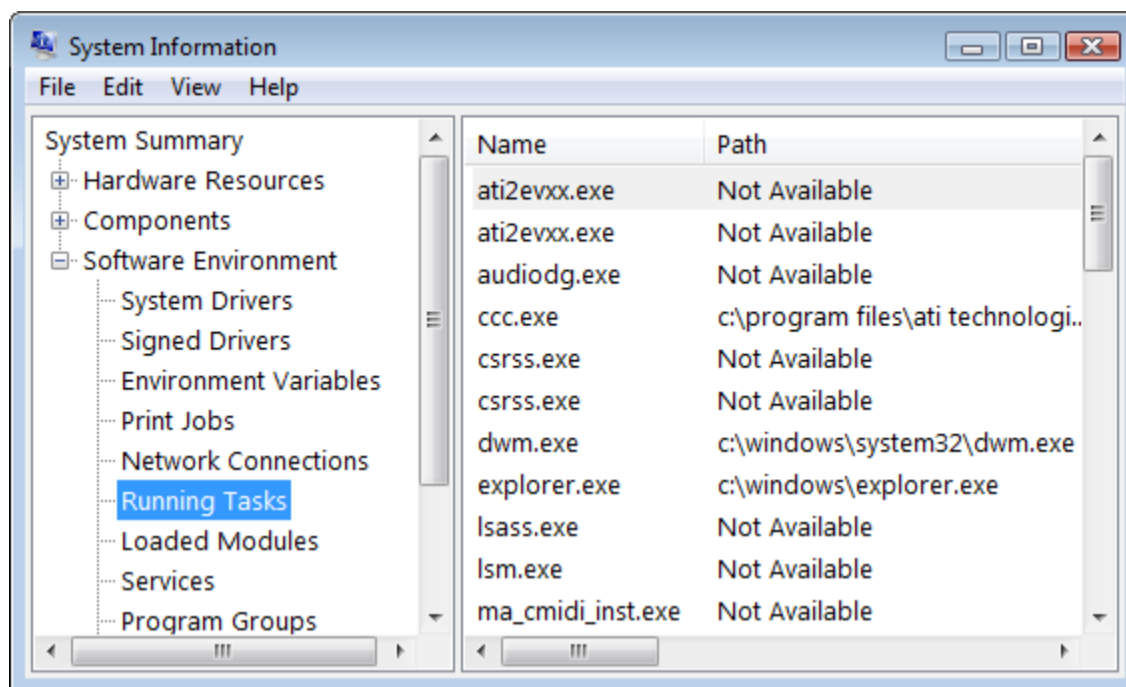 System Information
File Edit View Help
System Summary
Hardware Resources
Components
Software Environment
System Drivers
Signed Drivers
Environment Variables
Print Jobs
Network Connections
Running Tasks
Loaded Modules
Services
Program Groups
Name Path
ati2evxx.exe Not Available
ati2evxx.exe Not Available
audiodg.exe Not Available
ccc.exe c:\program files\ati technologi..
csrss.exe Not Available
csrss.exe Not Available
dwm.exe c:\windows\system32\dwm.exe
explorer.exe c:\windows\explorer.exe
lsass.exe Not Available
lsm.exe Not Available
ma_cmidi_inst.exe Not Available